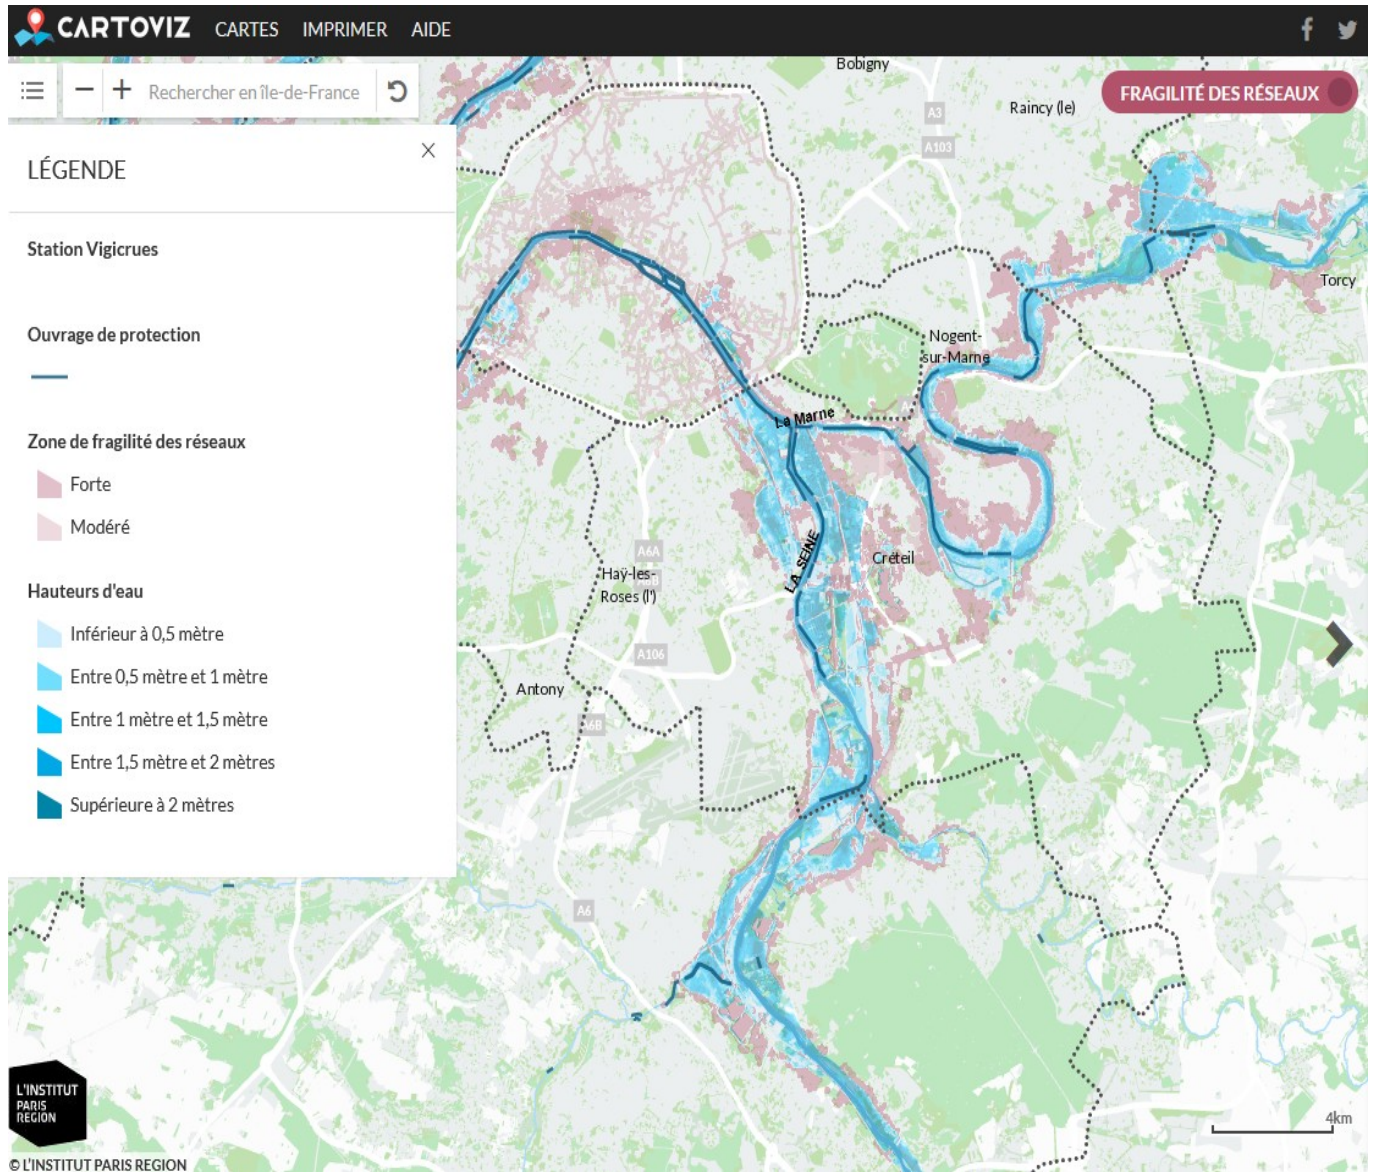 CARTOVIZ CARTES IMPRIMER AIDE
Rechercher en île-de-France
FRAGILITÉ DES RÉSEAUX
LÉGENDE
Station Vigicrues
Ouvrage de protection
Zone de fragilité des réseaux
Forte
Modéré
Hauteurs d'eau
Inférieur à 0,5 mètre
Entre 0,5 mètre et 1 mètre
Entre 1 mètre et 1,5 mètre
Entre 1,5 mètre et 2 mètres
Supérieure à 2 mètres
Bobigny
Raincy (le)
A3
A103
Torcy
Nogent-
sur-Marne
La Marne
LA SEINE
Créteil
A6A
Haÿ-les-
Roses (l')
A106
Antony
A6B
A6
4km
L'INSTITUT
PARIS
REGION
© L'INSTITUT PARIS REGION